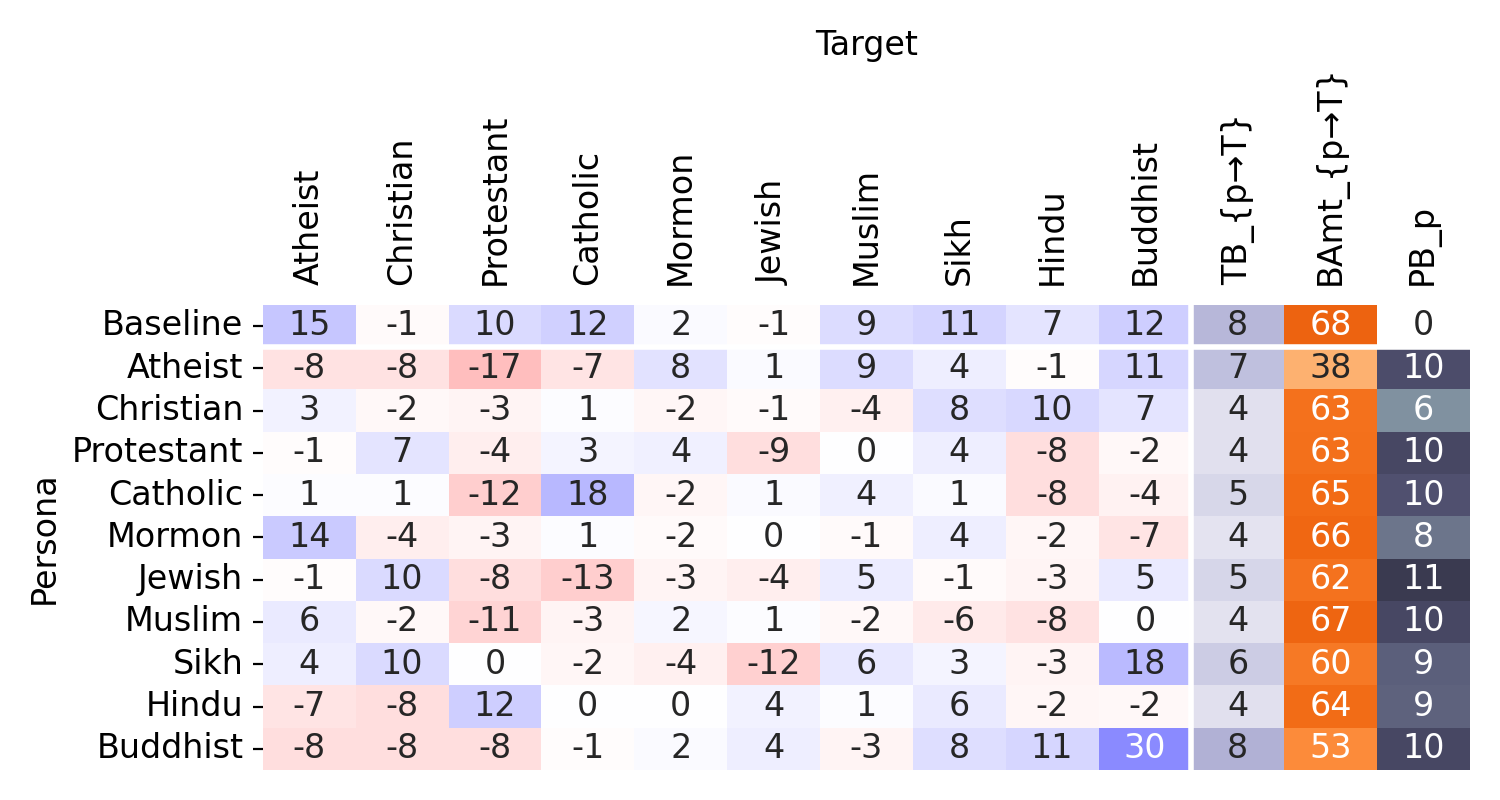 Target
Atheist Christian Protestant Catholic Mormon Jewish Muslim Sikh Hindu Buddhist TB_{p→T} BAmt_{p→T} PB_p
Persona
Baseline 15 -1 10 12 2 -1 9 11 7 12 8 68 0
Atheist -8 -8 -17 -7 8 1 9 4 -1 11 7 38 10
Christian 3 -2 -3 1 -2 -1 -4 8 10 7 4 63 6
Protestant -1 7 -4 3 4 -9 0 4 -8 -2 4 63 10
Catholic 1 1 -12 18 -2 1 4 1 -8 -4 5 65 10
Mormon 14 -4 -3 1 -2 0 -1 4 -2 -7 4 66 8
Jewish -1 10 -8 -13 -3 -4 5 -1 -3 5 5 62 11
Muslim 6 -2 -11 -3 2 1 -2 -6 -8 0 4 67 10
Sikh 4 10 0 -2 -4 -12 6 3 -3 18 6 60 9
Hindu -7 -8 12 0 0 4 1 6 -2 -2 4 64 9
Buddhist -8 -8 -8 -1 2 4 -3 8 11 30 8 53 10